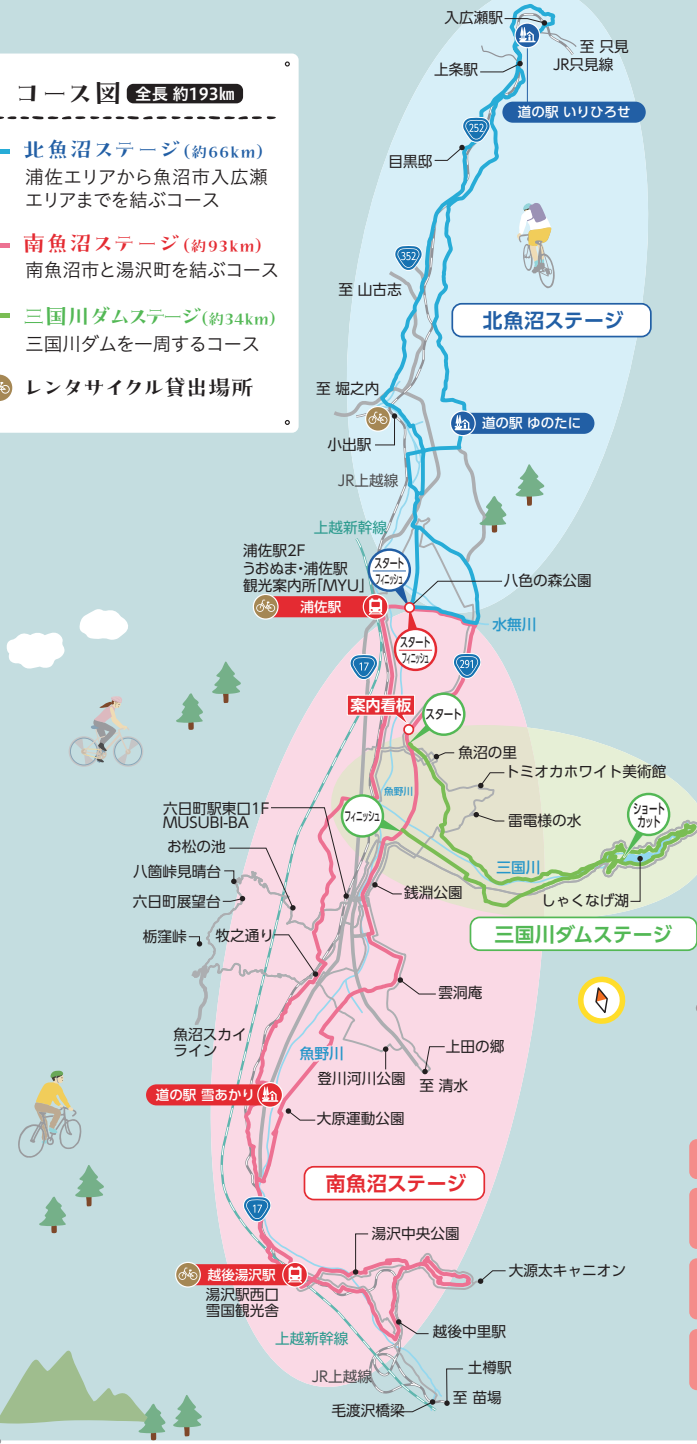 コース図 全長 約193km
北魚沼ステージ(約66km)
浦佐エリアから魚沼市入広瀬
エリアまでを結ぶコース
南魚沼ステージ(約93km)
南魚沼市と湯沢町を結ぶコース
三国川ダムステージ(約34km)
三国川ダムを一周するコース
レンタサイクル貸出場所
入広瀬駅
至 只見
JR只見線
上条駅
道の駅 いりひろせ
252
目黒邸
352
至 山古志
北魚沼ステージ
至 堀之内
道の駅 ゆのたに
小出駅
JR上越線
上越新幹線
浦佐駅2F
うおぬま・浦佐駅
観光案内所「MYU」
スタート
フィニッシュ
八色の森公園
浦佐駅
水無川
スタート
フィニッシュ
17
291
案内看板
スタート
魚沼の里
トミオカホワイト美術館
魚野川
六日町駅東口1F
MUSUBI-BA
フィニッシュ
雷電様の水
ショート
カット
お松の池
三国川
八箇峠見晴台
六日町展望台
銭淵公園
しゃくなげ湖
三国川ダムステージ
栃窪峠
牧之通り
雲洞庵
魚沼スカイ
ライン
魚野川
上田の郷
登川河川公園
至 清水
道の駅 雪あかり
大原運動公園
南魚沼ステージ
17
湯沢中央公園
越後湯沢駅
大源太キャニオン
湯沢駅西口
雪国観光舎
上越新幹線
越後中里駅
JR上越線
土樽駅
至 苗場
毛渡沢橋梁